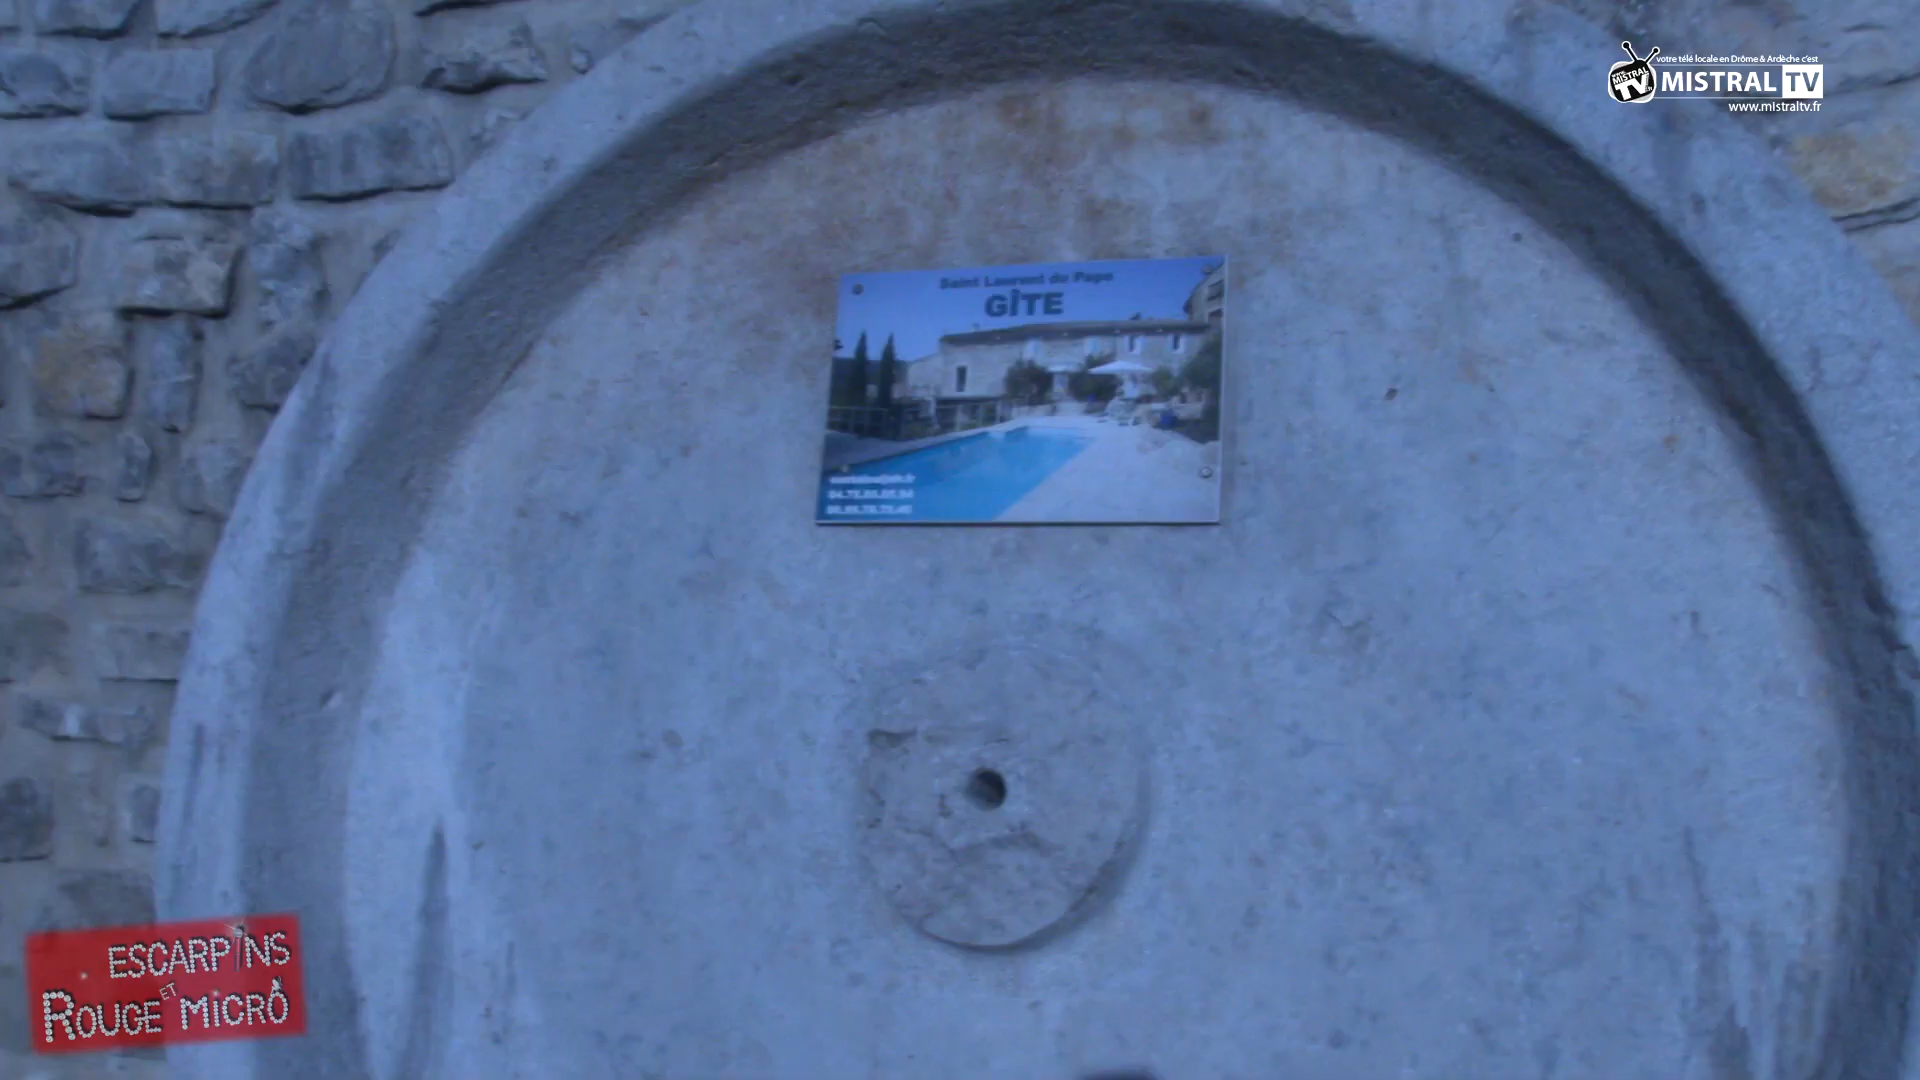 votre télé locale en Drôme & Ardèche c'est
MISTRAL TV
www.mistraltv.fr
Saint Laurent du Pape
GÎTE
ESCARPINS
ET
ROUGE MICRÔ